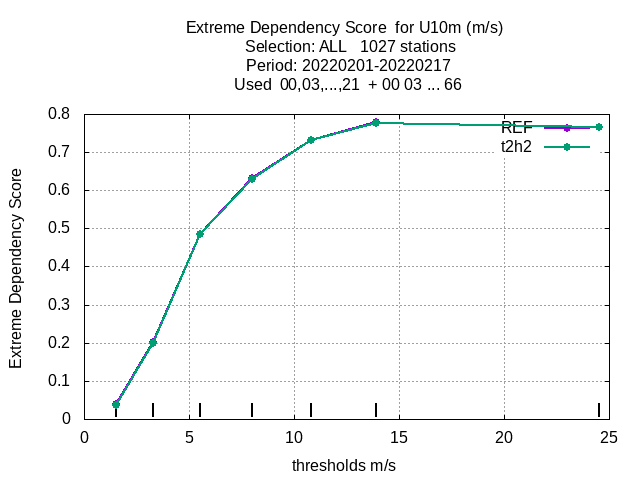 Extreme Dependency Score  for U10m (m/s)
Selection: ALL   1027 stations
Period: 20220201-20220217
Used  00,03,...,21  + 00 03 ... 66
0.8
0.7
0.6
0.5
0.4
0.3
0.2
0.1
0
Extreme Dependency Score
REF
t2h2
0 5 10 15 20 25
thresholds m/s